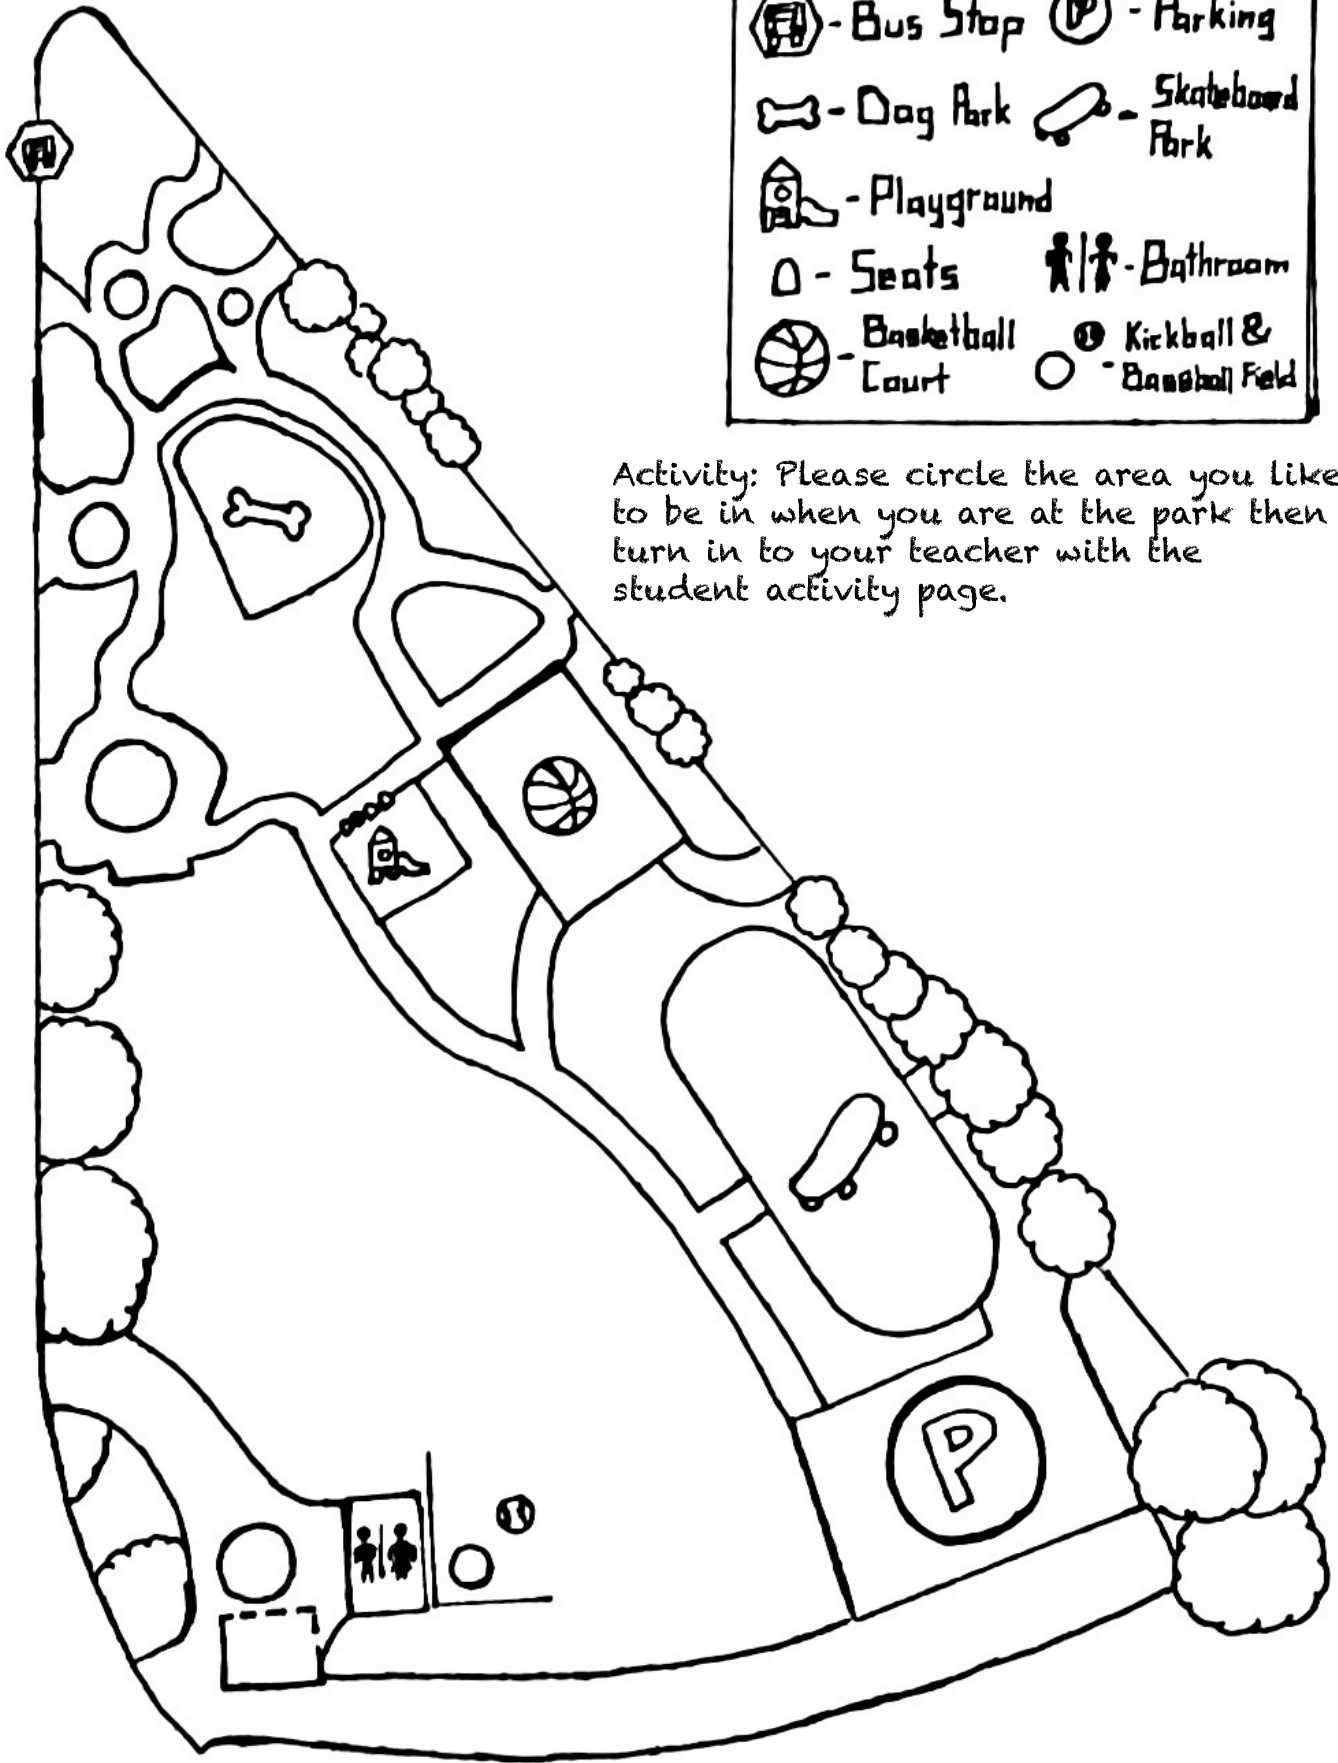 - Bus Stop
P - Parking
- Dog Park
- Skateboard
Park
- Playground
- Seats
- Bathroom
- Basketball
Court
- Kickball &
Baseball Field
Activity: Please circle the area you like
to be in when you are at the park then
turn in to your teacher with the
student activity page.
P